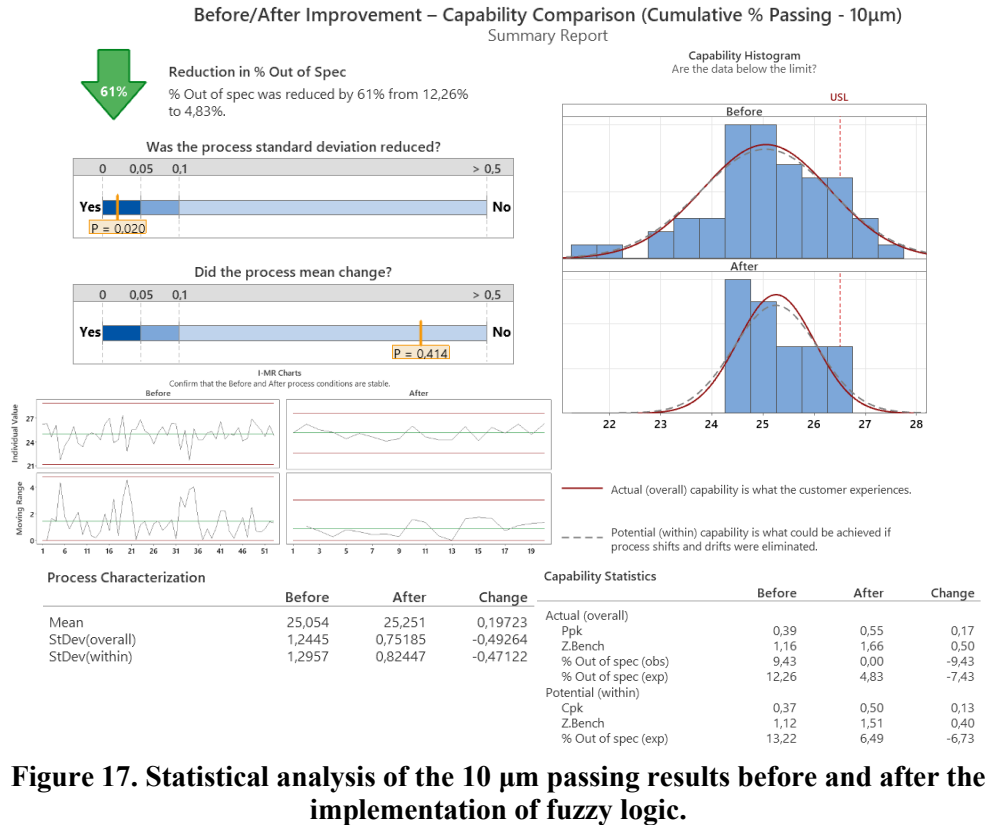 Before/After Improvement – Capability Comparison (Cumulative % Passing - 10µm)
Summary Report
61%
Reduction in % Out of Spec
% Out of spec was reduced by 61% from 12,26%
to 4,83%.
Was the process standard deviation reduced?
0 0,05 0,1 > 0,5
Yes No
P = 0,020
Did the process mean change?
0 0,05 0,1 > 0,5
Yes No
P = 0,414
Capability Histogram
Are the data below the limit?
USL
Before
After
22 23 24 25 26 27 28
I-MR Charts
Confirm that the Before and After process conditions are stable.
Before After
Individual Value
27
24
21
Moving Range
4
2
0
1 6 11 16 21 26 31 36 41 46 51 1 3 5 7 9 11 13 15 17 19
Actual (overall) capability is what the customer experiences.
Potential (within) capability is what could be achieved if
process shifts and drifts were eliminated.
Process Characterization
Before After Change
Mean 25,054 25,251 0,19723
StDev(overall) 1,2445 0,75185 -0,49264
StDev(within) 1,2957 0,82447 -0,47122
Capability Statistics
Before After Change
Actual (overall)
Ppk 0,39 0,55 0,17
Z.Bench 1,16 1,66 0,50
% Out of spec (obs) 9,43 0,00 -9,43
% Out of spec (exp) 12,26 4,83 -7,43
Potential (within)
Cpk 0,37 0,50 0,13
Z.Bench 1,12 1,51 0,40
% Out of spec (exp) 13,22 6,49 -6,73
Figure 17. Statistical analysis of the 10 µm passing results before and after the
implementation of fuzzy logic.